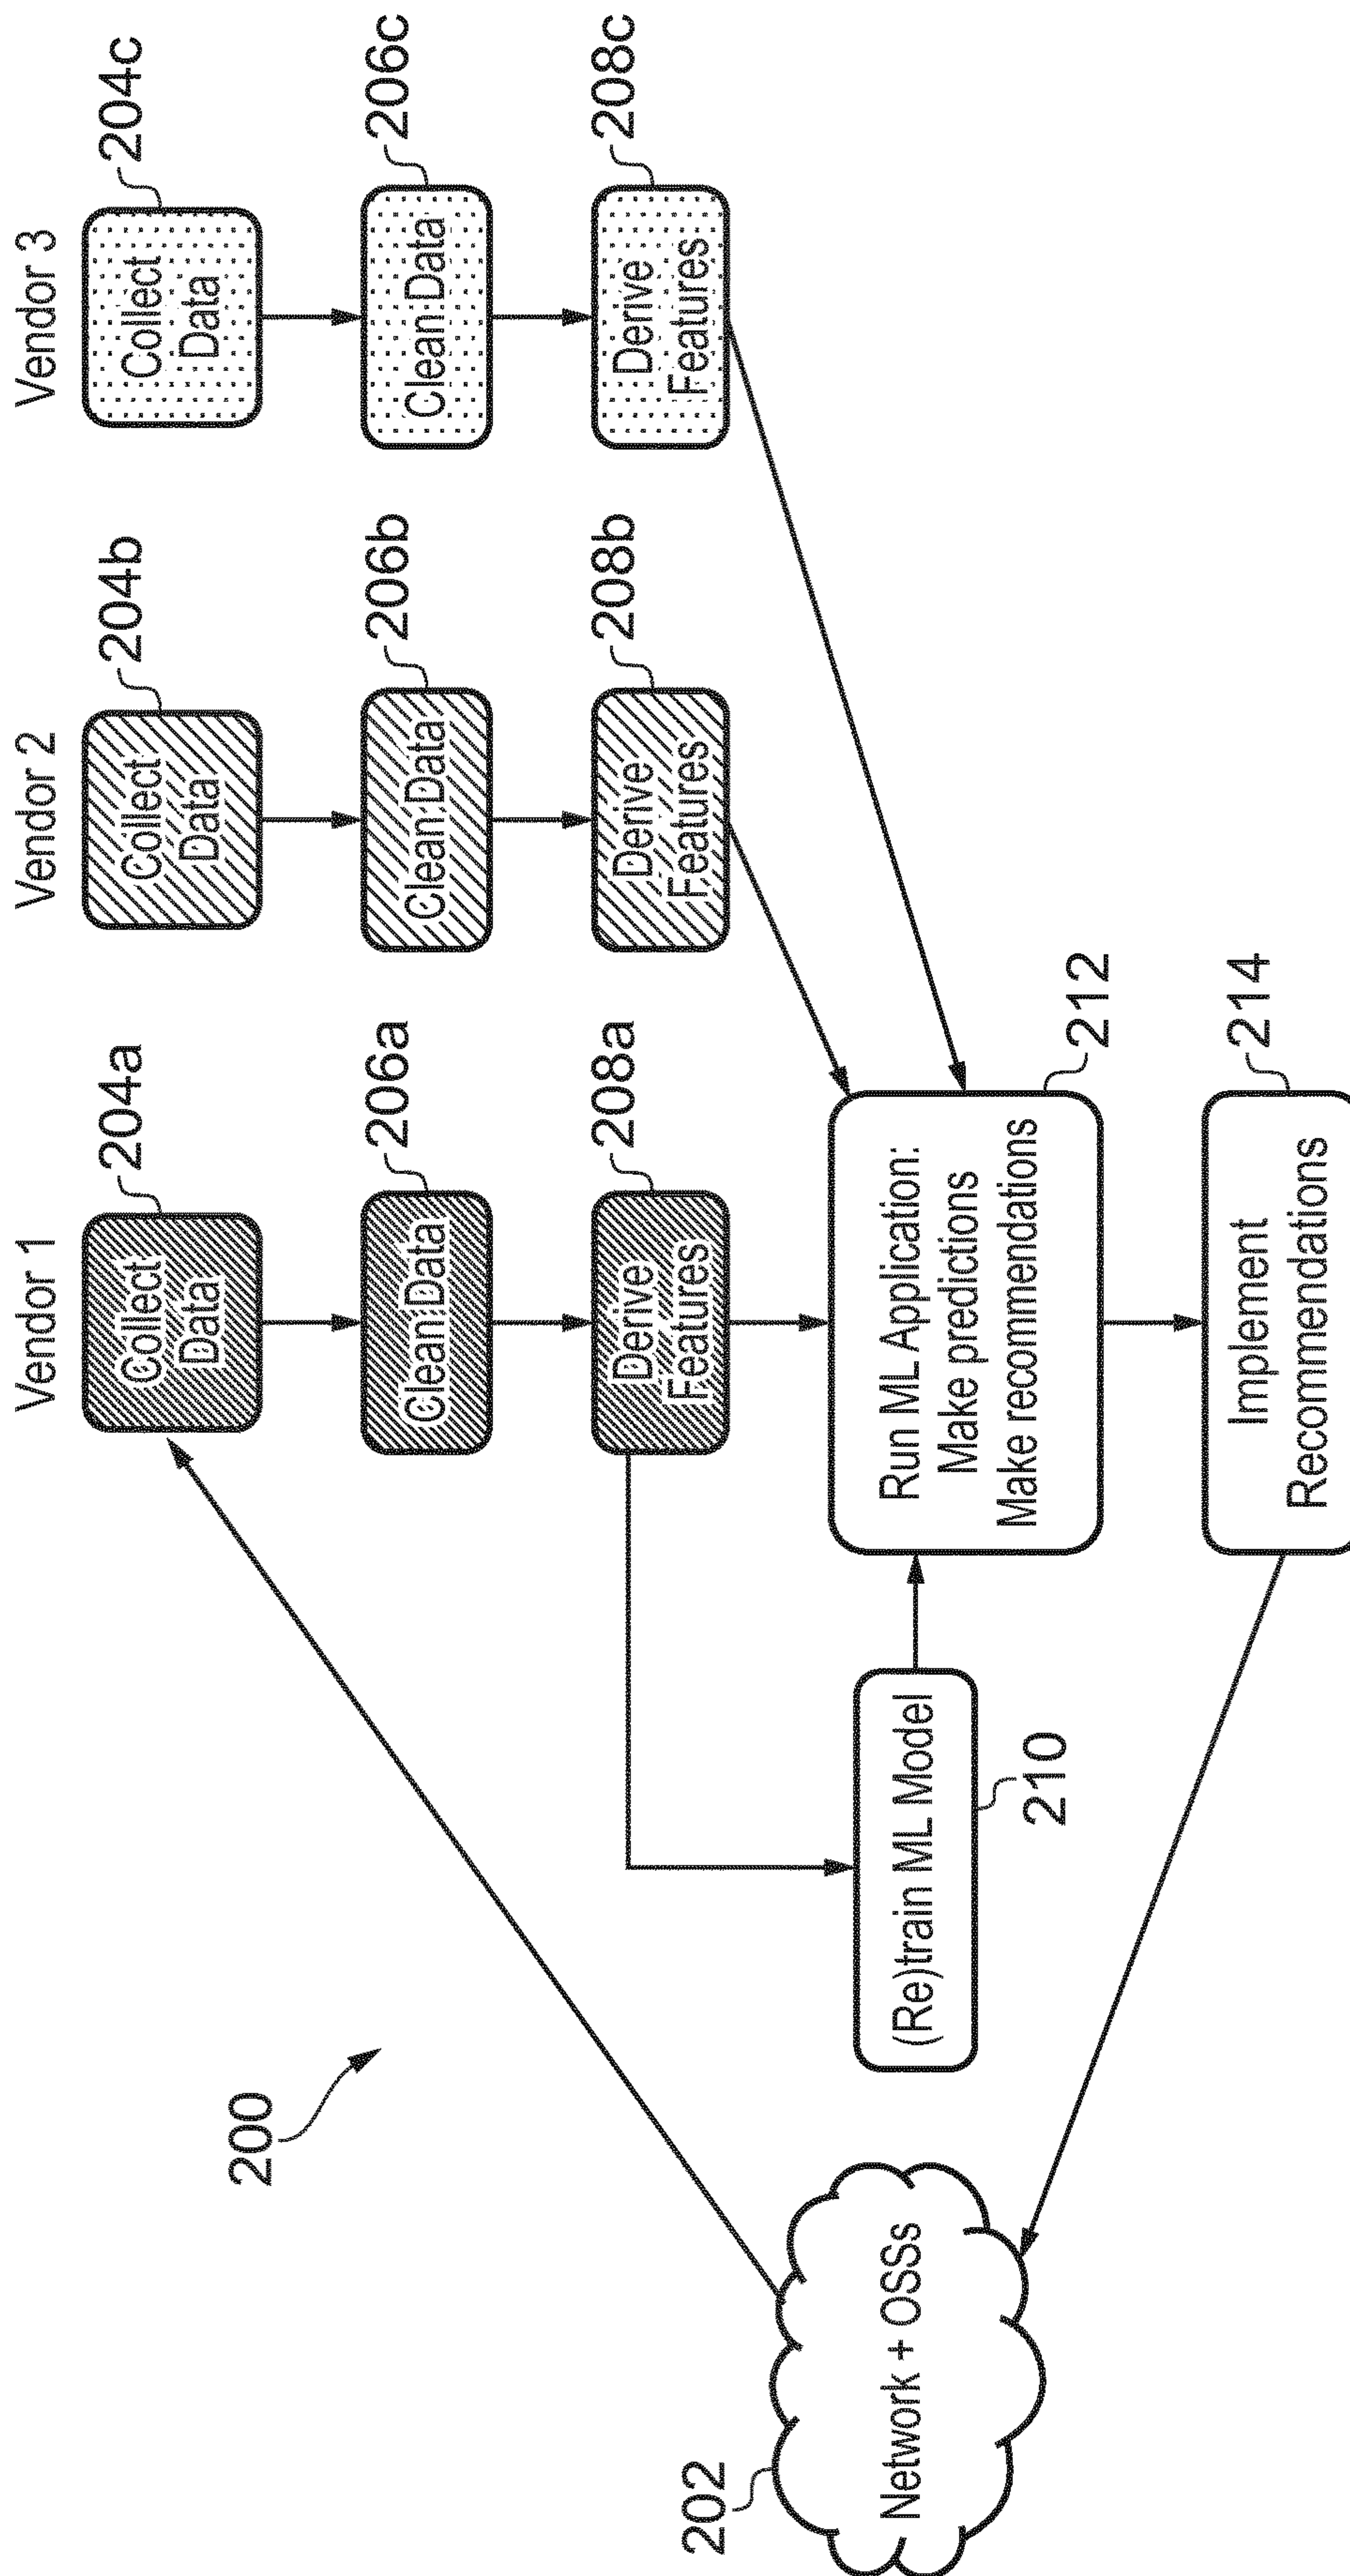 200
Vendor 1
Vendor 2
Vendor 3
Collect
Data
204a
Collect
Data
204b
Collect
Data
204c
Clean Data
206a
Clean Data
206b
Clean Data
206c
Derive
Features
208a
Derive
Features
208b
Derive
Features
208c
202
Network + OSSs
(Re)train ML Model
210
Run ML Application:
Make predictions
Make recommendations
212
Implement
Recommendations
214